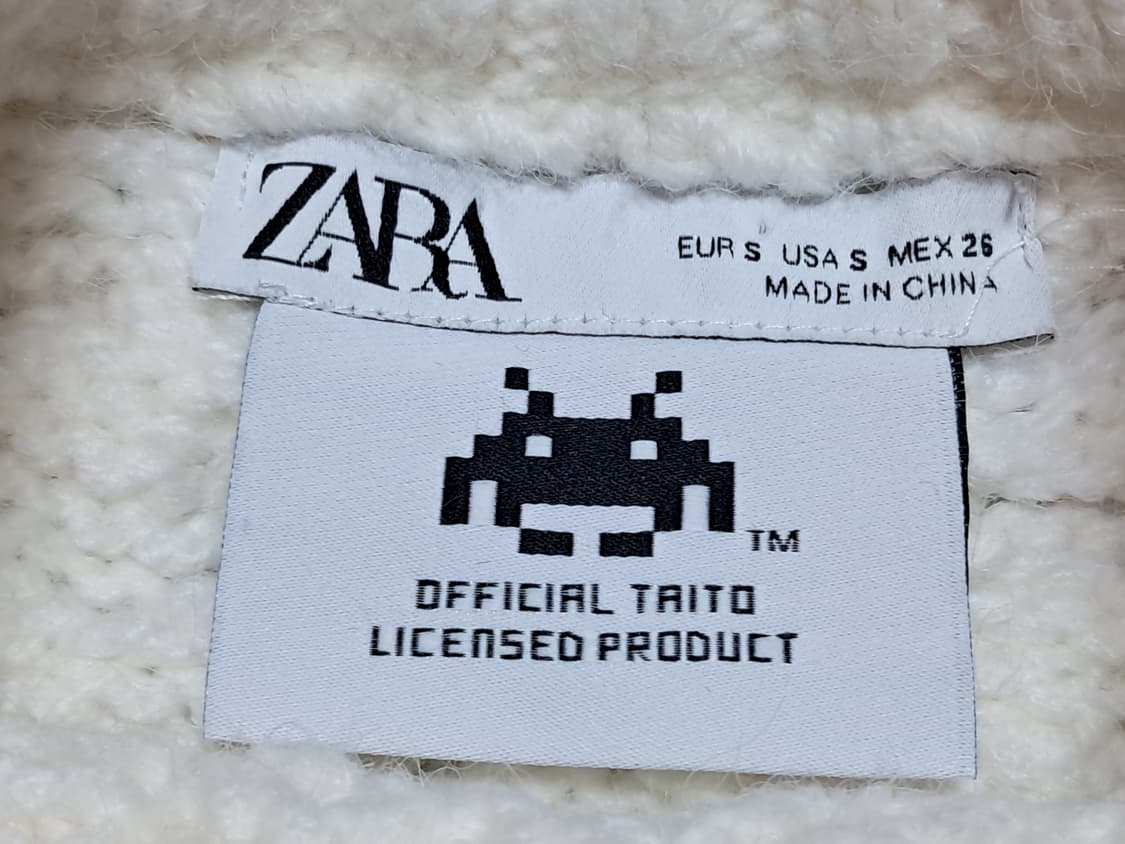 ZARA
EUR S USA S MEX 26
MADE IN CHINA
TM
OFFICIAL TAITO
LICENSED PRODUCT